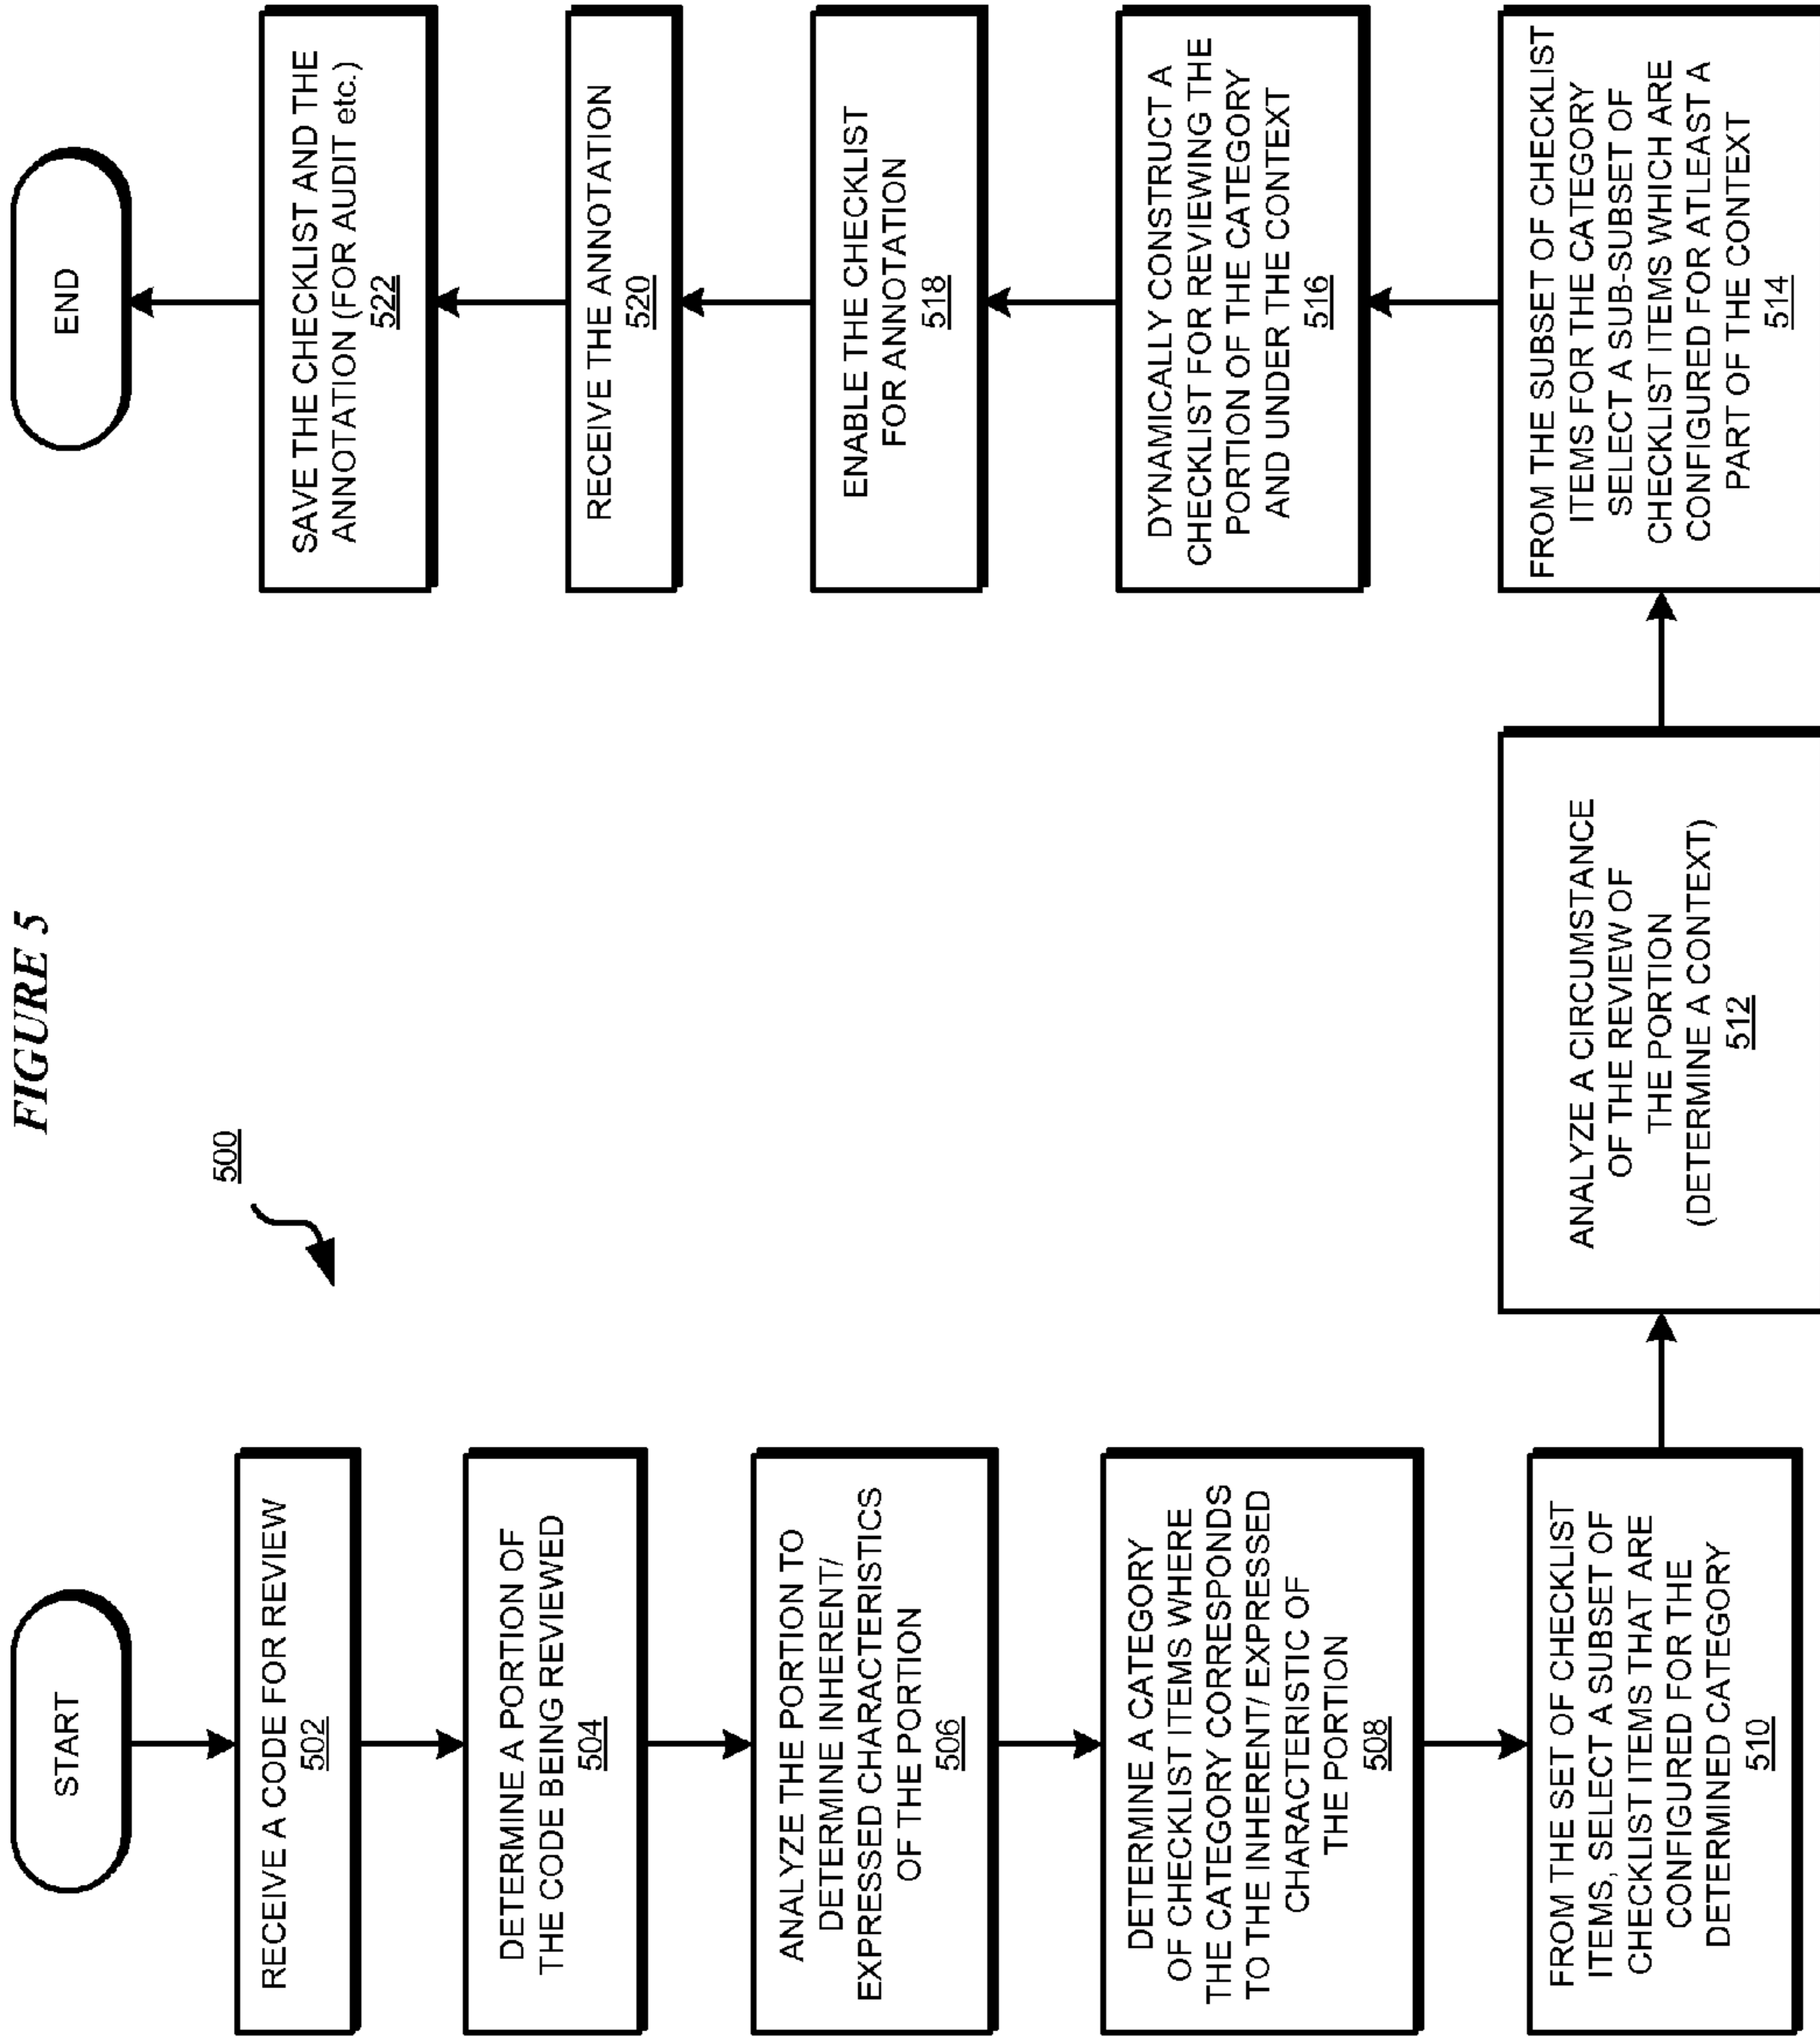 FIGURE 5
500
START
RECEIVE A CODE FOR REVIEW
502
DETERMINE A PORTION OF
THE CODE BEING REVIEWED
504
ANALYZE THE PORTION TO
DETERMINE INHERENT/
EXPRESSED CHARACTERISTICS
OF THE PORTION
506
DETERMINE A CATEGORY
OF CHECKLIST ITEMS WHERE
THE CATEGORY CORRESPONDS
TO THE INHERENT/ EXPRESSED
CHARACTERISTIC OF
THE PORTION
508
FROM THE SET OF CHECKLIST
ITEMS, SELECT A SUBSET OF
CHECKLIST ITEMS THAT ARE
CONFIGURED FOR THE
DETERMINED CATEGORY
510
ANALYZE A CIRCUMSTANCE
OF THE REVIEW OF
THE PORTION
(DETERMINE A CONTEXT)
512
FROM THE SUBSET OF CHECKLIST
ITEMS FOR THE CATEGORY
SELECT A SUB-SUBSET OF
CHECKLIST ITEMS WHICH ARE
CONFIGURED FOR ATLEAST A
PART OF THE CONTEXT
514
DYNAMICALLY CONSTRUCT A
CHECKLIST FOR REVIEWING THE
PORTION OF THE CATEGORY
AND UNDER THE CONTEXT
516
ENABLE THE CHECKLIST
FOR ANNOTATION
518
RECEIVE THE ANNOTATION
520
SAVE THE CHECKLIST AND THE
ANNOTATION (FOR AUDIT etc.)
522
END